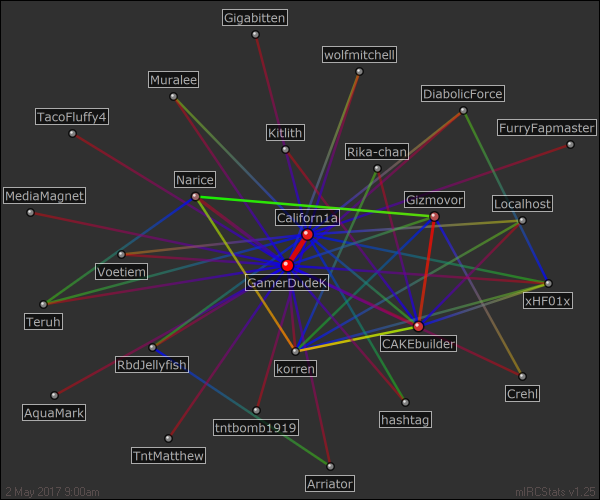 Gigabitten
wolfmitchell
Muralee
DiabolicForce
TacoFluffy4
Kitlith
FurryFapmaster
Rika-chan
Narice
MediaMagnet
Gizmovor
Localhost
Californ1a
Voetiem
GamerDudeK
xHF01x
Teruh
CAKEbuilder
RbdJellyfish
korren
Crehl
AquaMark
hashtag
tntbomb1919
TntMatthew
Arriator
2 May 2017 9:00am
mIRCStats v1.25